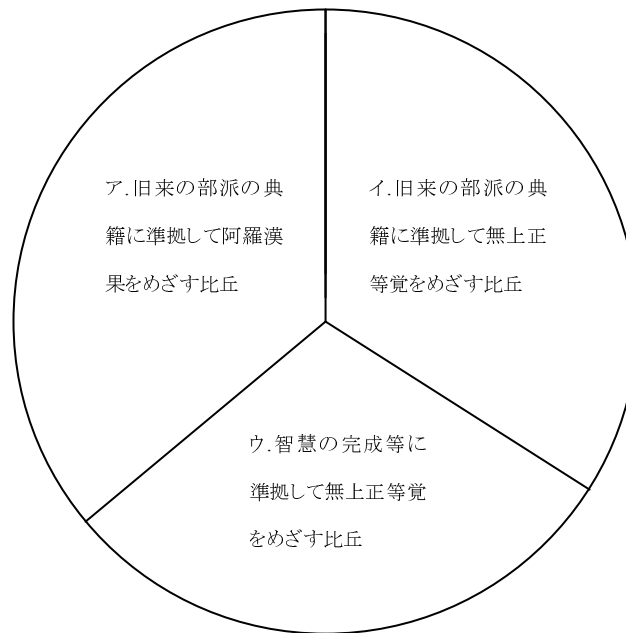 ア.旧来の部派の典
籍に準拠して阿羅漢
果をめざす比丘
イ.旧来の部派の典
籍に準拠して無上正
等覚をめざす比丘
ウ.智慧の完成等に
準拠して無上正等覚
をめざす比丘